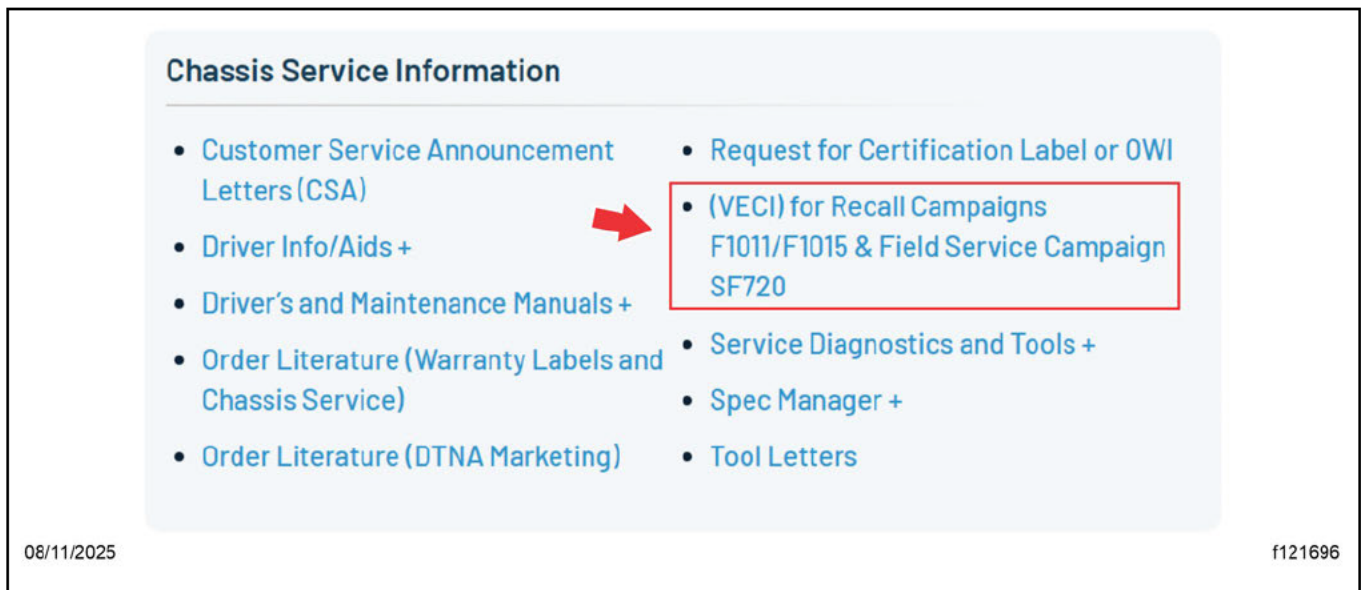 Chassis Service Information
• Customer Service Announcement
Letters (CSA)
• Driver Info/Aids +
• Driver's and Maintenance Manuals +
• Order Literature (Warranty Labels and
Chassis Service)
• Order Literature (DTNA Marketing)
• Request for Certification Label or OWI
• (VECI) for Recall Campaigns
F1011/F1015 & Field Service Campaign
SF720
• Service Diagnostics and Tools +
• Spec Manager +
• Tool Letters
08/11/2025
f121696